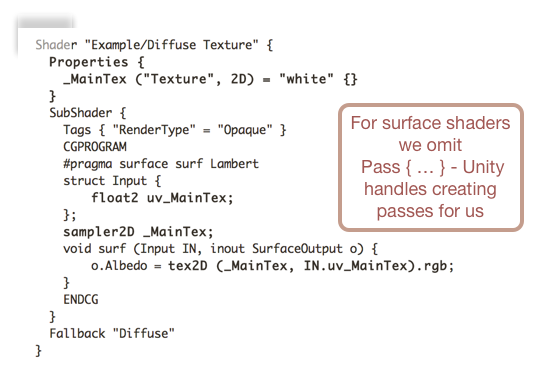 Shader "Example/Diffuse Texture" {
Properties {
_MainTex ("Texture", 2D) = "white" {}
}
SubShader {
Tags { "RenderType" = "Opaque" }
CGPROGRAM
#pragma surface surf Lambert
struct Input {
float2 uv_MainTex;
};
sampler2D _MainTex;
void surf (Input IN, inout SurfaceOutput o) {
o.Albedo = tex2D (_MainTex, IN.uv_MainTex).rgb;
}
ENDCG
}
Fallback "Diffuse"
}
For surface shaders
we omit
Pass { … } - Unity
handles creating
passes for us